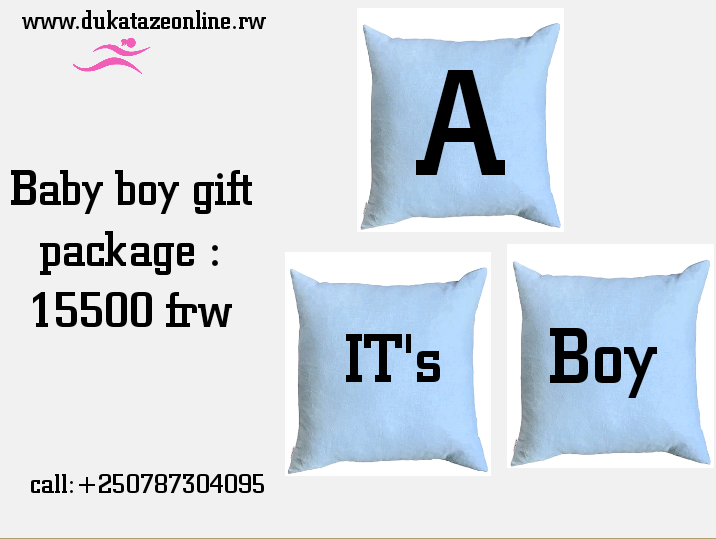 www.dukatazeonline.rw
Baby boy gift
package :
15500 frw
call:+250787304095
A
IT's
Boy